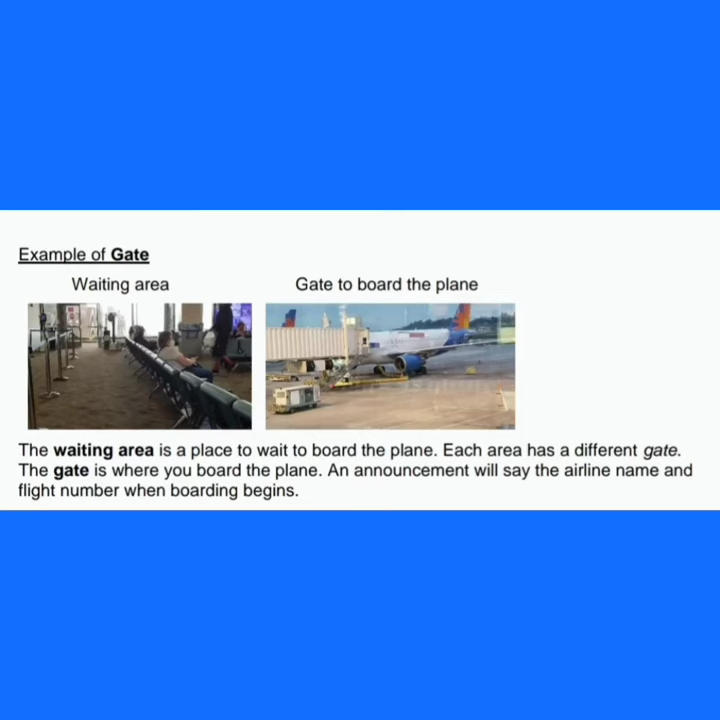 Example of Gate
Waiting area
Gate to board the plane
The waiting area is a place to wait to board the plane. Each area has a different gate.
The gate is where you board the plane. An announcement will say the airline name and
flight number when boarding begins.